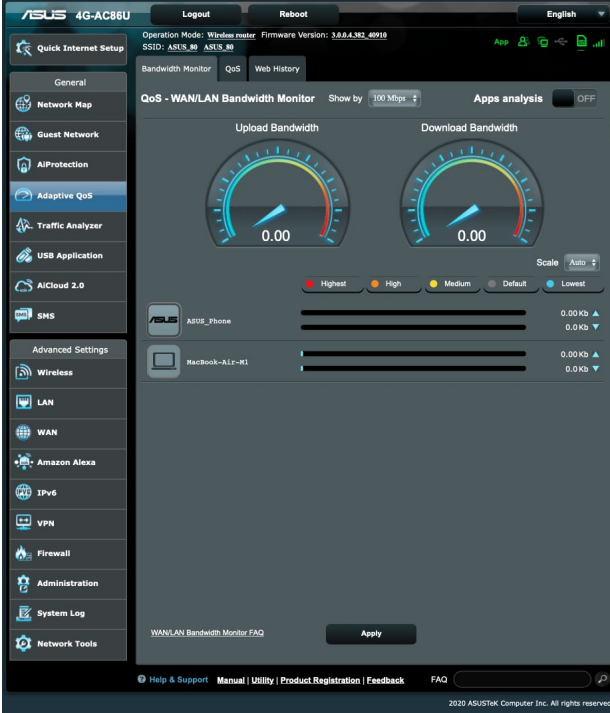 ASUS 4G-AC86U Logout Reboot English
Operation Mode: Wireless router Firmware Version: 3.0.0.4.382_40910
SSID: ASUS_80 ASUS_80
App
Quick Internet Setup
General
Network Map
Guest Network
AiProtection
Adaptive QoS
Traffic Analyzer
USB Application
AiCloud 2.0
SMS
SMS
Advanced Settings
Wireless
LAN
WAN
Amazon Alexa
IPV6
IPv6
VPN
Firewall
Administration
System Log
Network Tools
Bandwidth Monitor QoS Web History
QoS - WAN/LAN Bandwidth Monitor Show by 100 Mbps Apps analysis OFF
Upload Bandwidth Download Bandwidth
0.00 0.00
Scale Auto
Highest High Medium Default Lowest
ASUS ASUS_Phone 0.00 Kb
0.0 Kb
MacBook-Air-M1 0.00 Kb
0.0 Kb
WAN/LAN Bandwidth Monitor FAQ Apply
? Help & Support Manual | Utility | Product Registration | Feedback FAQ
2020 ASUSTeK Computer Inc. All rights reserved